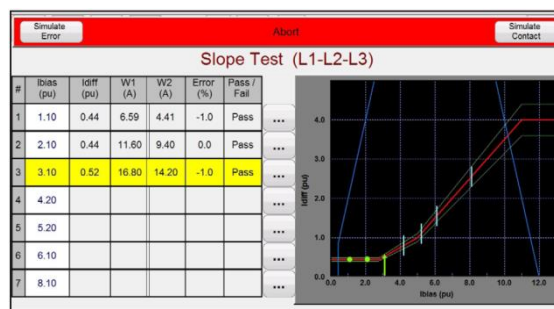 Simulate Error
Abort
Simulate Contact
Slope Test (L1-L2-L3)
# Ibias (pu) Idiff (pu) W1 (A) W2 (A) Error (%) Pass / Fail
1 1.10 0.44 6.59 4.41 -1.0 Pass ...
2 2.10 0.44 11.60 9.40 0.0 Pass ...
3 3.10 0.52 16.80 14.20 -1.0 Pass ...
4 4.20 ...
5 5.20 ...
6 6.10 ...
7 8.10 ...
Idiff (pu)
4.0
3.0
2.0
1.0
0.0
0.0 2.0 4.0 6.0 8.0 10.0 12.0
Ibias (pu)